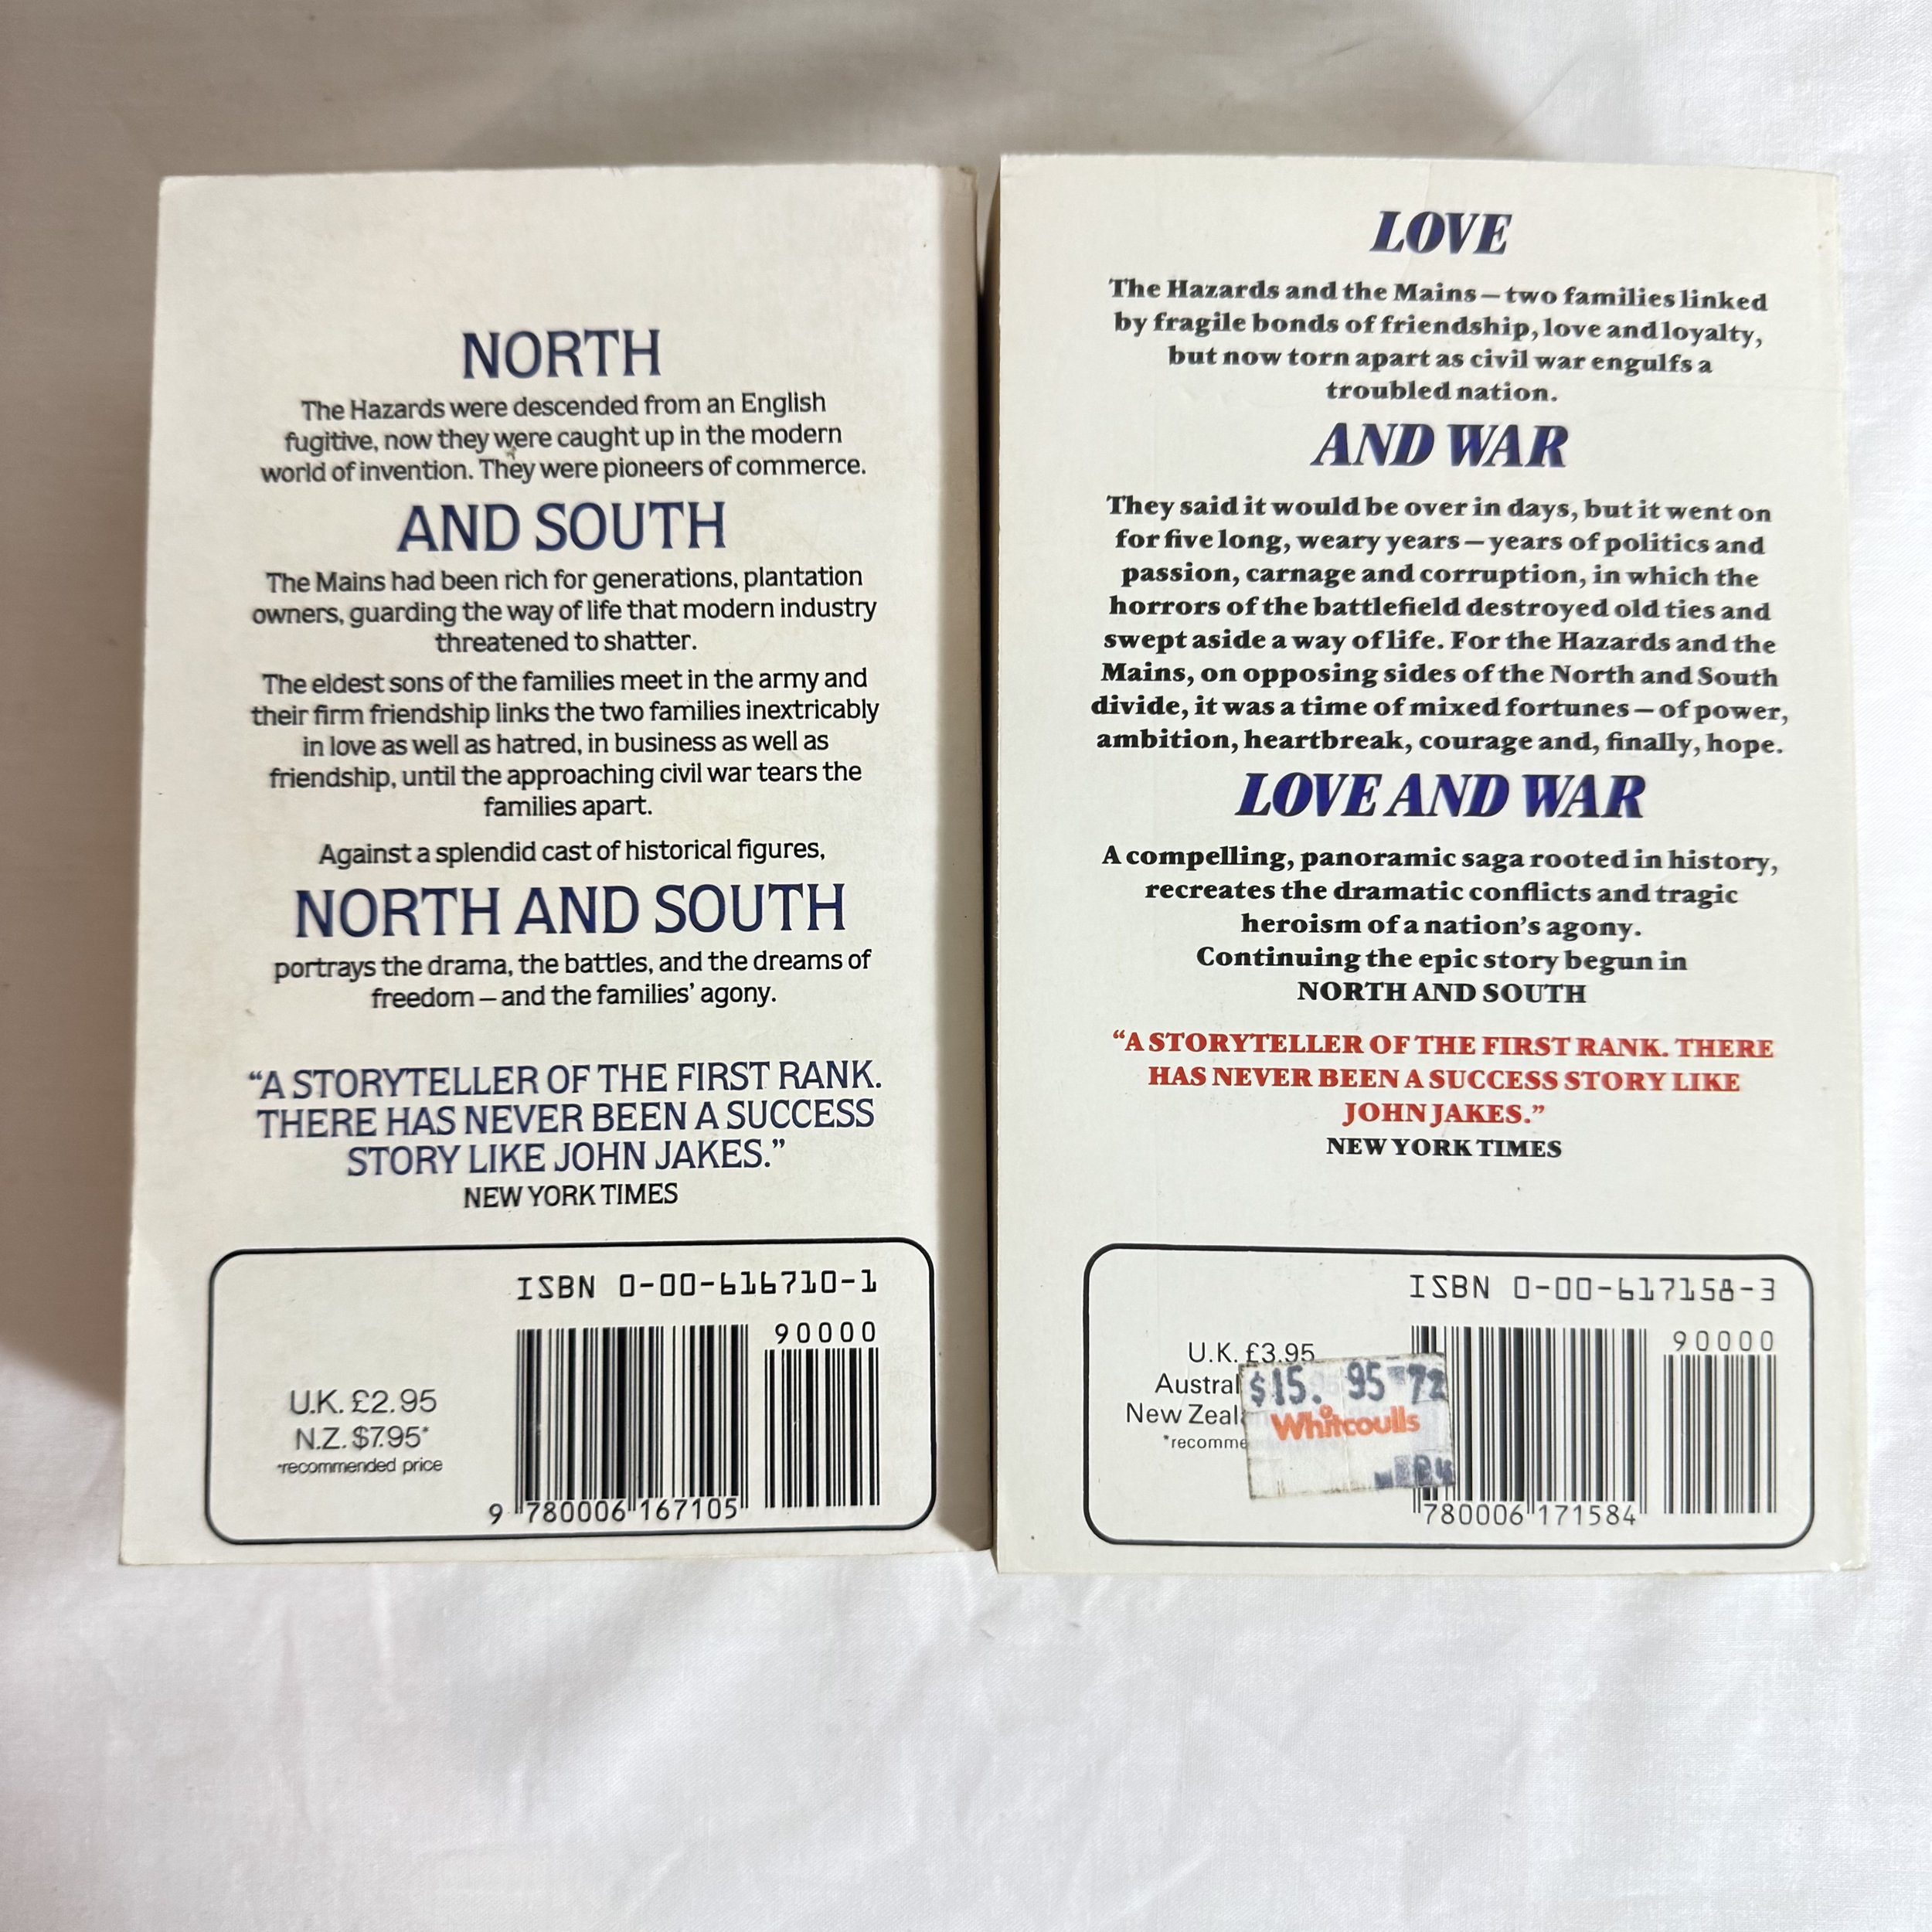 NORTH
The Hazards were descended from an English
fugitive, now they were caught up in the modern
world of invention. They were pioneers of commerce.
AND SOUTH
The Mains had been rich for generations, plantation
owners, guarding the way of life that modern industry
threatened to shatter.
The eldest sons of the families meet in the army and
their firm friendship links the two families inextricably
in love as well as hatred, in business as well as
friendship, until the approaching civil war tears the
families apart.
Against a splendid cast of historical figures,
NORTH AND SOUTH
portrays the drama, the battles, and the dreams of
freedom – and the families' agony.
“A STORYTELLER OF THE FIRST RANK.
THERE HAS NEVER BEEN A SUCCESS
STORY LIKE JOHN JAKES.”
NEW YORK TIMES
ISBN 0-00-616710-1
90000
U.K. £2.95
N.Z. $7.95*
*recommended price
9 780006 167105
LOVE
The Hazards and the Mains – two families linked
by fragile bonds of friendship, love and loyalty,
but now torn apart as civil war engulfs a
troubled nation.
AND WAR
They said it would be over in days, but it went on
for five long, weary years – years of politics and
passion, carnage and corruption, in which the
horrors of the battlefield destroyed old ties and
swept aside a way of life. For the Hazards and the
Mains, on opposing sides of the North and South
divide, it was a time of mixed fortunes – of power,
ambition, heartbreak, courage and, finally, hope.
LOVE AND WAR
A compelling, panoramic saga rooted in history,
recreates the dramatic conflicts and tragic
heroism of a nation's agony.
Continuing the epic story begun in
NORTH AND SOUTH
“A STORYTELLER OF THE FIRST RANK. THERE
HAS NEVER BEEN A SUCCESS STORY LIKE
JOHN JAKES.”
NEW YORK TIMES
ISBN 0-00-617158-3
90000
U.K. £3.95
Austral
New Zeal
*recomme
$15. 95
Whitcoulls
780006 171584